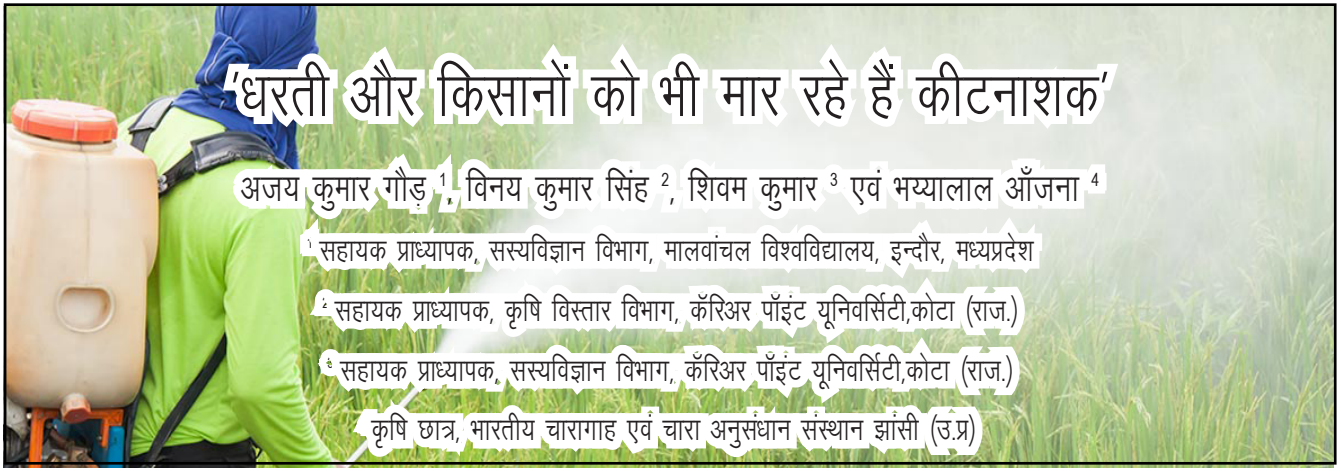 'धरती और किसानों को भी मार रहे हैं कीटनाशक'
अजय कुमार गौड़ 1, विनय कुमार सिंह 2, शिवम कुमार 3 एवं भय्यालाल आँजना 4
1 सहायक प्राध्यापक, सस्यविज्ञान विभाग, मालवांचल विश्वविद्यालय, इन्दौर, मध्यप्रदेश
2 सहायक प्राध्यापक, कृषि विस्तार विभाग, कॅरिअर पॉइंट यूनिवर्सिटी,कोटा (राज.)
सहायक प्राध्यापक, सस्यविज्ञान विभाग, कॅरिअर पॉइंट यूनिवर्सिटी,कोटा (राज.)
कृषि छात्र, भारतीय चारागाह एवं चारा अनुसंधान संस्थान झांसी (उ.प्र)